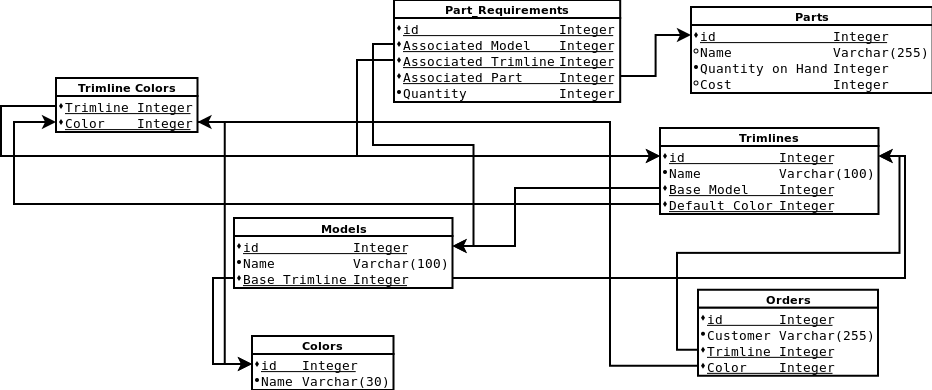 Part_Requirements
id Integer
Associated Model Integer
Associated Trimline Integer
Associated Part Integer
Quantity Integer
Parts
id Integer
Name Varchar(255)
Quantity on Hand Integer
Cost Integer
Trimline Colors
Trimline Integer
Color Integer
Trimlines
id Integer
Name Varchar(100)
Base Model Integer
Default Color Integer
Models
id Integer
Name Varchar(100)
Base Trimline Integer
Orders
id Integer
Customer Varchar(255)
Trimline Integer
Color Integer
Colors
id Integer
Name Varchar(30)